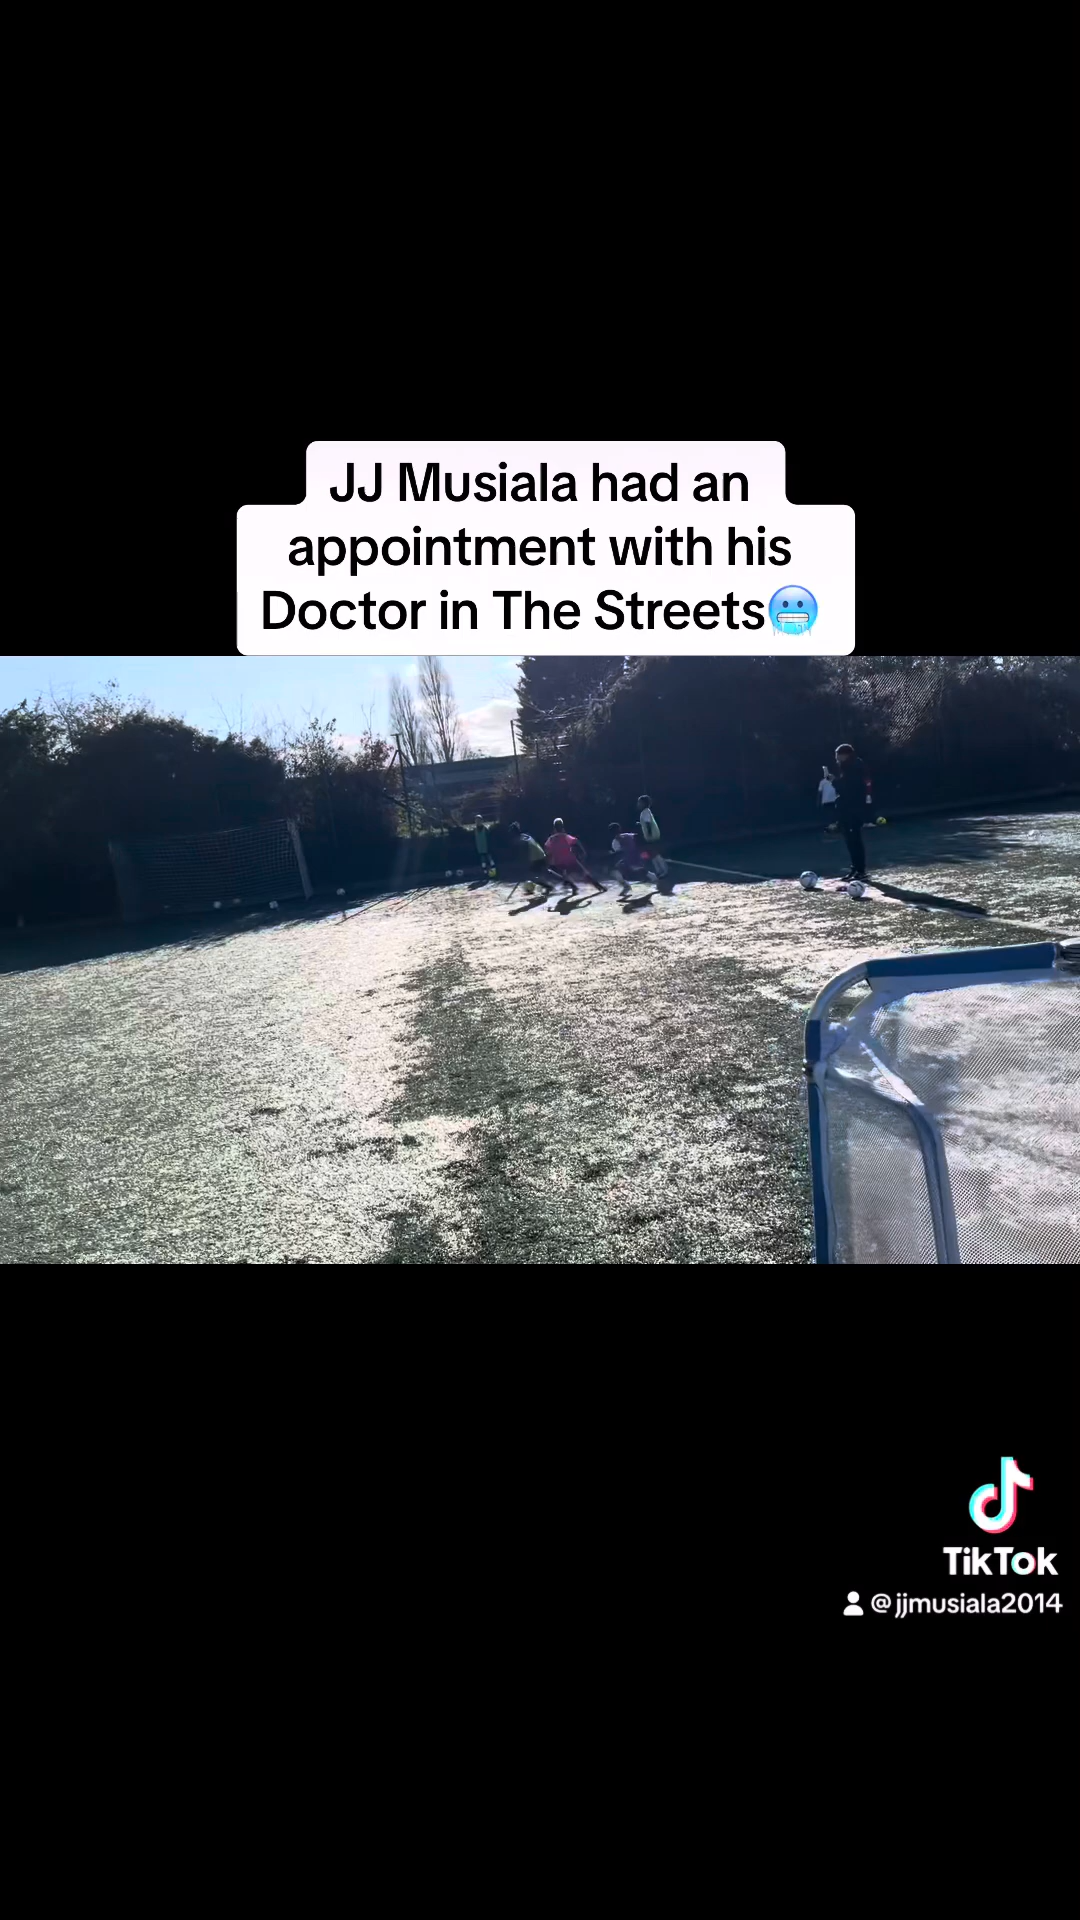 JJ Musiala had an
appointment with his
Doctor in The Streets🥶
TikTok
@jjmusiala2014